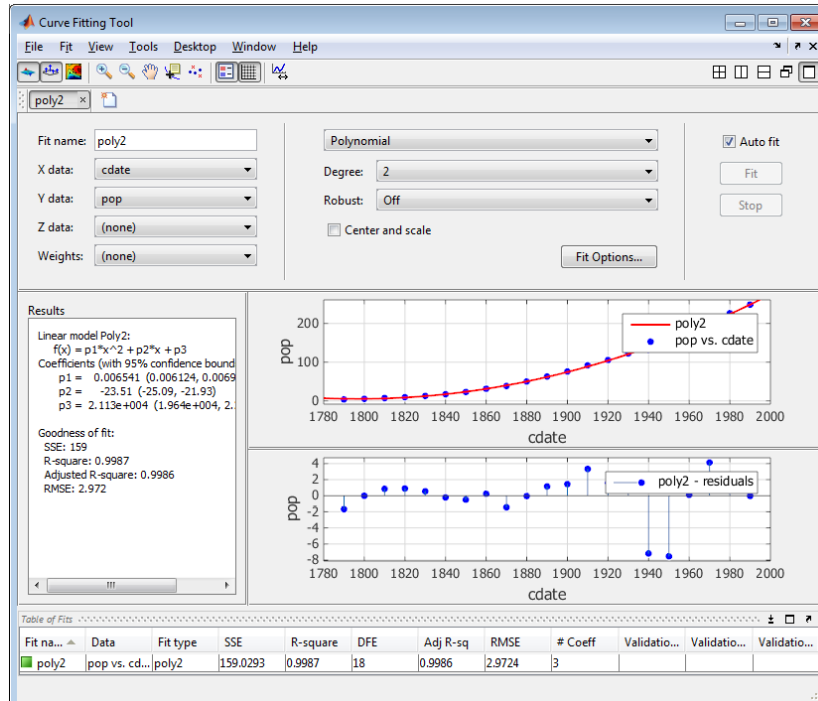 Curve Fitting Tool
File Fit View Tools Desktop Window Help
poly2
Fit name: poly2
X data: cdate
Y data: pop
Z data: (none)
Weights: (none)
Polynomial
Degree: 2
Robust: Off
Center and scale
Fit Options...
Auto fit
Fit
Stop
Results
Linear model Poly2:
f(x) = p1*x^2 + p2*x + p3
Coefficients (with 95% confidence bound
p1 = 0.006541 (0.006124, 0.0069
p2 = -23.51 (-25.09, -21.93)
p3 = 2.113e+004 (1.964e+004, 2.
Goodness of fit:
SSE: 159
R-square: 0.9987
Adjusted R-square: 0.9986
RMSE: 2.972
200
100
0
pop
poly2
pop vs. cdate
1780 1800 1820 1840 1860 1880 1900 1920 1940 1960 1980 2000
cdate
4
2
0
-2
-4
-6
-8
pop
poly2 - residuals
1780 1800 1820 1840 1860 1880 1900 1920 1940 1960 1980 2000
cdate
Table of Fits
Fit na... Data Fit type SSE R-square DFE Adj R-sq RMSE # Coeff Validatio... Validatio... Validatio...
poly2 pop vs. cd... poly2 159.0293 0.9987 18 0.9986 2.9724 3